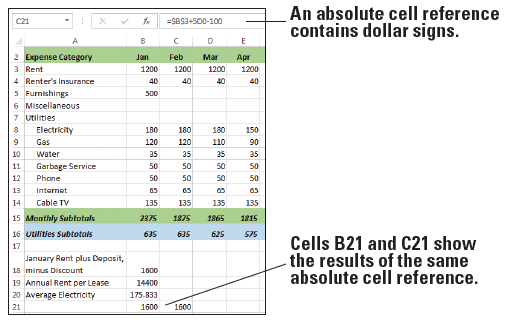 C21 =$B$3+500-100
An absolute cell reference
contains dollar signs.
A B C D E
2 Expense Category Jan Feb Mar Apr
3 Rent 1200 1200 1200 1200
4 Renter's Insurance 40 40 40 40
5 Furnishings 500
6 Miscellaneous
7 Utilities
8 Electricity 180 180 180 150
9 Gas 120 120 110 90
10 Water 35 35 35 35
11 Garbage Service 50 50 50 50
12 Phone 50 50 50 50
13 Internet 65 65 65 65
14 Cable TV 135 135 135 135
15 Monthly Subtotals 2375 1875 1865 1815
16 Utilities Subtotals 635 635 625 575
17
January Rent plus Deposit,
18 minus Discount 1600
19 Annual Rent per Lease 14400
20 Average Electricity 175.833
21 1600 1600
Cells B21 and C21 show
the results of the same
absolute cell reference.